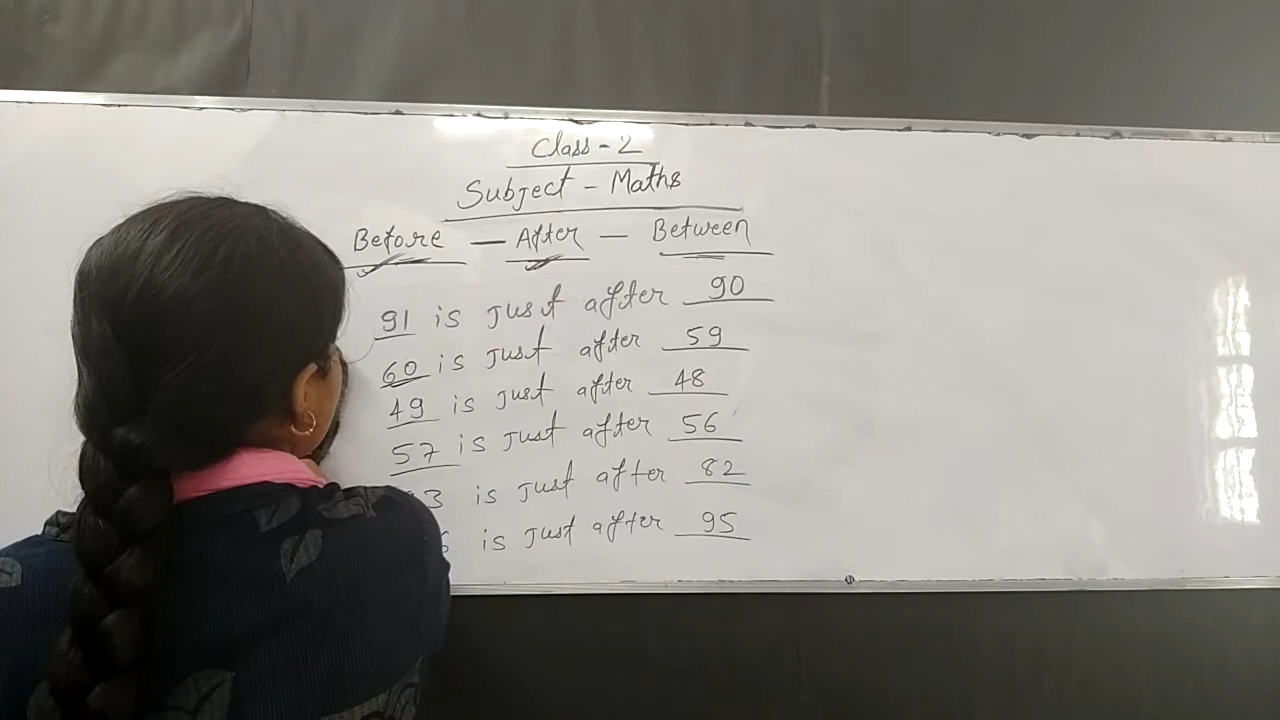 Class - 2
Subject - Maths
Before — After — Between
91 is just after 90
60 is just after 59
49 is just after 48
57 is just after 56
3 is just after 82
is just after 95